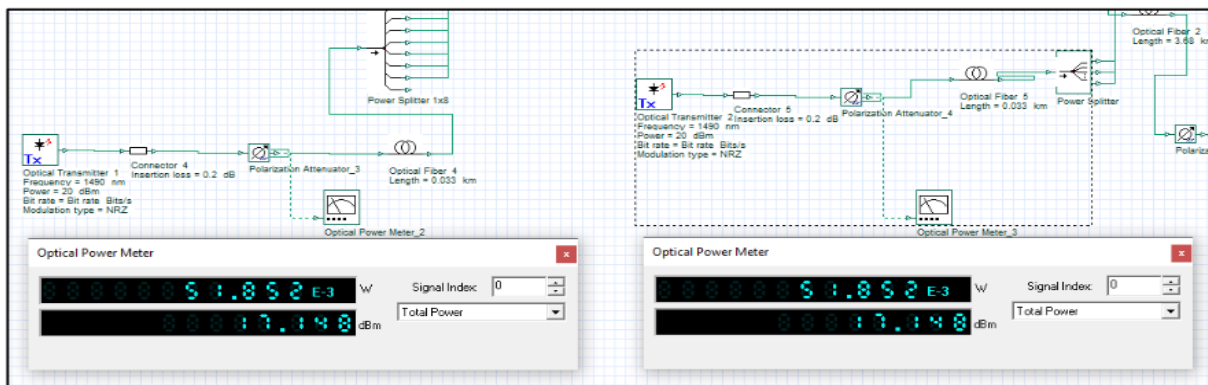 Power Splitter 1x8
Tx
Optical Transmitter 1
Frequency = 1490 nm
Power = 20 dBm
Bit rate = Bit rate Bits/s
Modulation type = NRZ
Connector 4
Insertion loss = 0.2 dB
Polarization Attenuator_3
Optical Fiber 4
Length = 0.033 km
Optical Power Meter_2
Optical Power Meter
x
51.852 E-3 W
17.148 dBm
Signal Index: 0
Total Power
Optical Fiber 2
Length = 3.68 km
Tx
Optical Transmitter 2
Frequency = 1490 nm
Power = 20 dBm
Bit rate = Bit rate Bits/s
Modulation type = NRZ
Connector 5
Insertion loss = 0.2 dB
Polarization Attenuator_4
Optical Fiber 5
Length = 0.033 km
Power Splitter
Optical Power Meter_3
Optical Power Meter
x
51.852 E-3 W
17.148 dBm
Signal Index: 0
Total Power